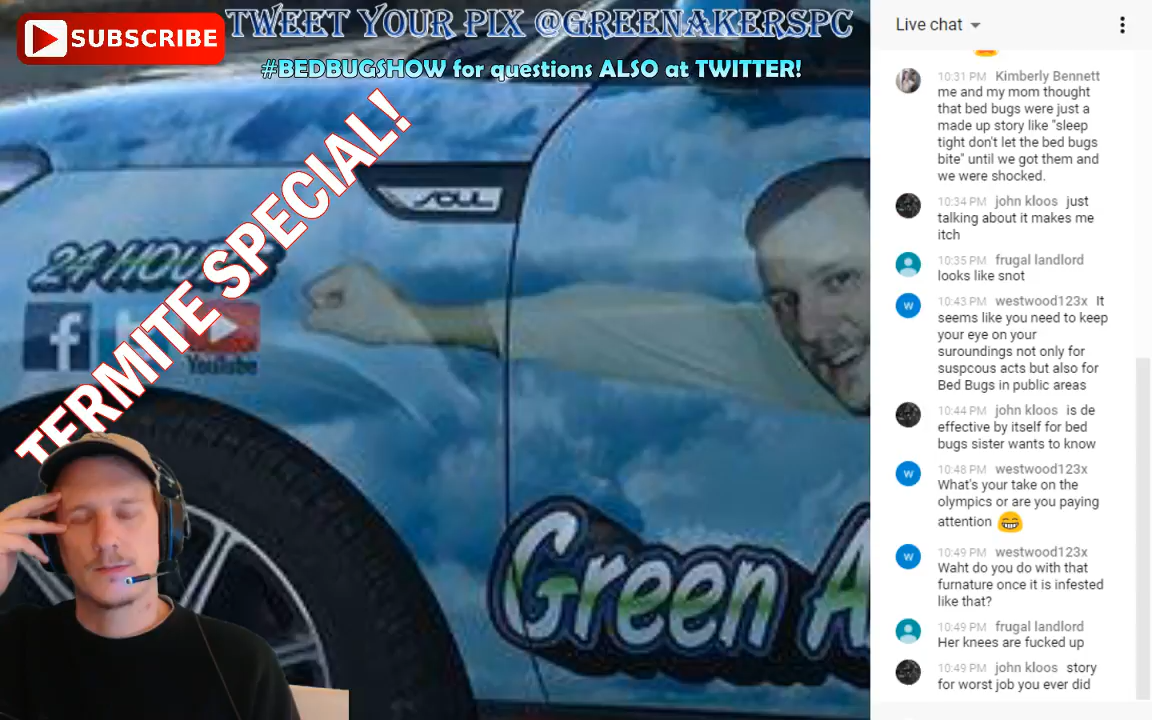 SUBSCRIBE
TWEET YOUR PIX @GREENAKERSPC
#BEDBUGSHOW for questions ALSO at TWITTER!
TERMITE SPECIAL!
SOUL
24 HOURS
f
Youtube
Green A
Live chat
10:31 PM Kimberly Bennett
me and my mom thought
that bed bugs were just a
made up story like "sleep
tight don't let the bed bugs
bite" until we got them and
we were shocked.
10:34 PM john kloos just
talking about it makes me
itch
10:35 PM frugal landlord
looks like snot
W
10:43 PM westwood123x It
seems like you need to keep
your eye on your
suroundings not only for
suspcous acts but also for
Bed Bugs in public areas
10:44 PM john kloos is de
effective by itself for bed
bugs sister wants to know
W
10:48 PM westwood123x
What's your take on the
olympics or are you paying
attention 😁
W
10:49 PM westwood123x
Waht do you do with that
furnature once it is infested
like that?
10:49 PM frugal landlord
Her knees are fucked up
10:49 PM john kloos story
for worst job you ever did